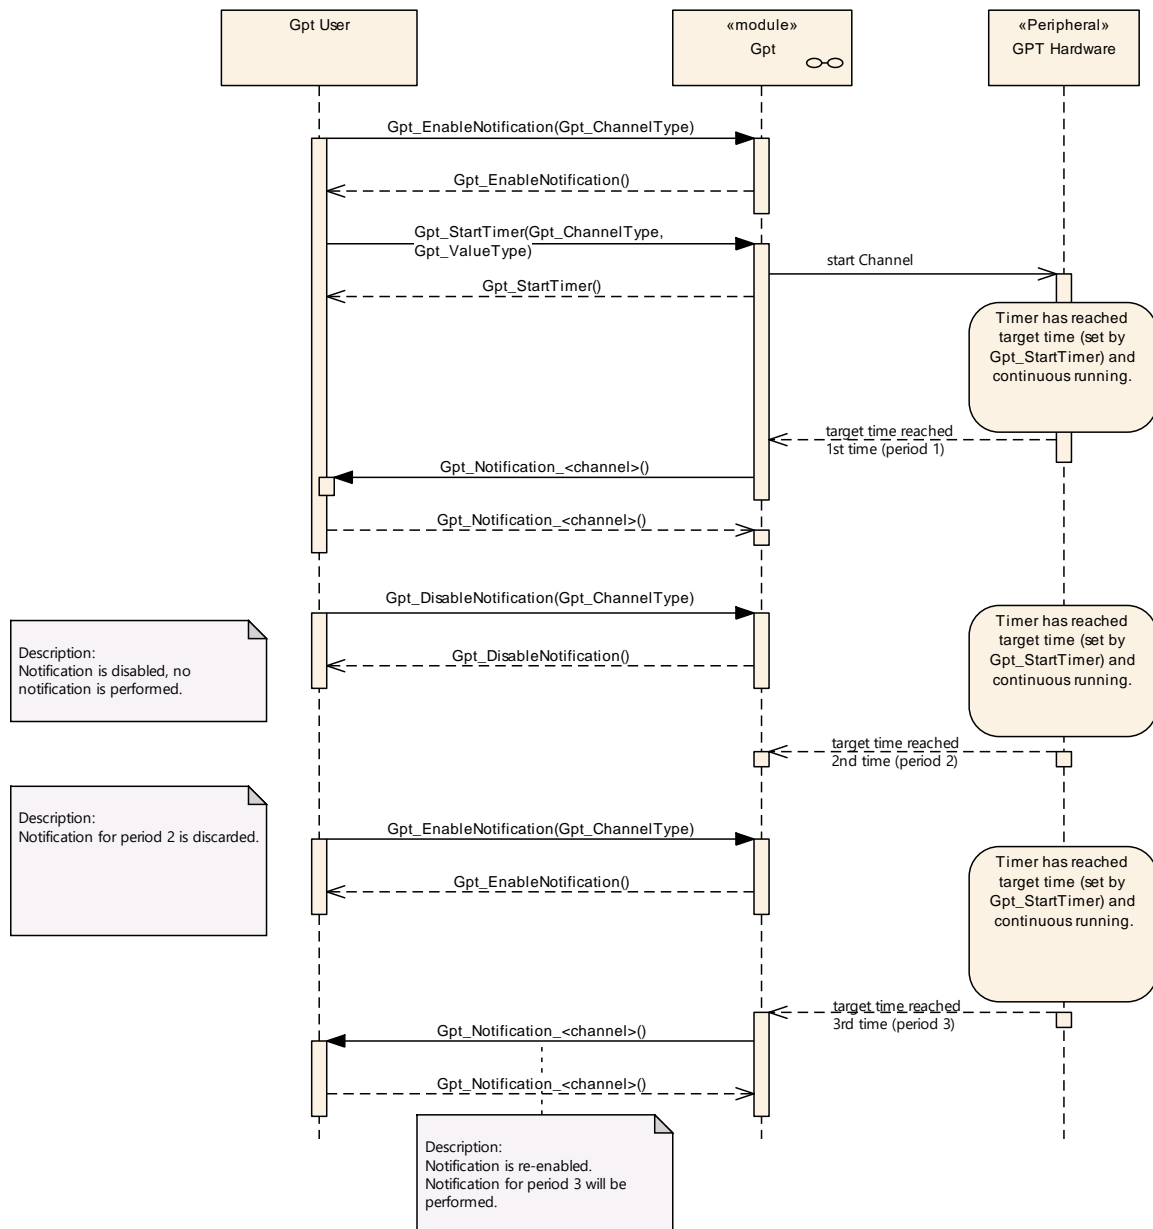 Gpt User
«module»
Gpt
«Peripheral»
GPT Hardware
Gpt_EnableNotification(Gpt_ChannelType)
Gpt_EnableNotification()
Gpt_StartTimer(Gpt_ChannelType,
Gpt_ValueType)
start Channel
Gpt_StartTimer()
Timer has reached
target time (set by
Gpt_StartTimer) and
continuous running.
target time reached
1st time (period 1)
Gpt_Notification_<channel>()
Gpt_Notification_<channel>()
Gpt_DisableNotification(Gpt_ChannelType)
Gpt_DisableNotification()
Description:
Notification is disabled, no
notification is performed.
Timer has reached
target time (set by
Gpt_StartTimer) and
continuous running.
target time reached
2nd time (period 2)
Description:
Notification for period 2 is discarded.
Gpt_EnableNotification(Gpt_ChannelType)
Gpt_EnableNotification()
Timer has reached
target time (set by
Gpt_StartTimer) and
continuous running.
target time reached
3rd time (period 3)
Gpt_Notification_<channel>()
Gpt_Notification_<channel>()
Description:
Notification is re-enabled.
Notification for period 3 will be
performed.